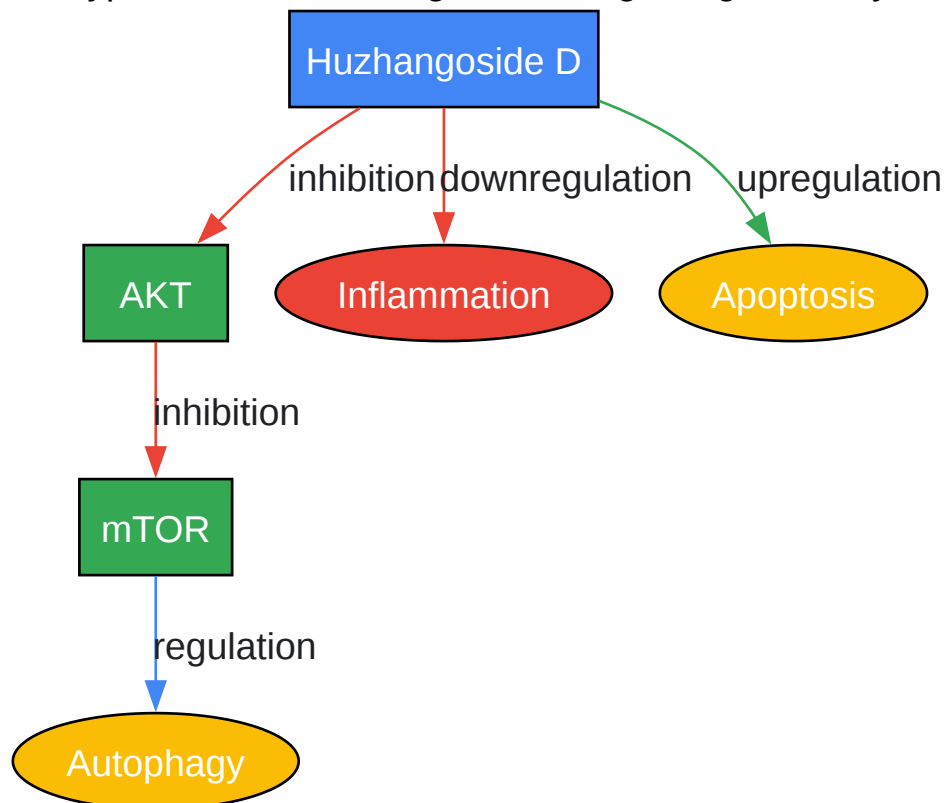 Huzhangoside D
inhibition
downregulation
upregulation
AKT
Inflammation
Apoptosis
inhibition
mTOR
regulation
Autophagy